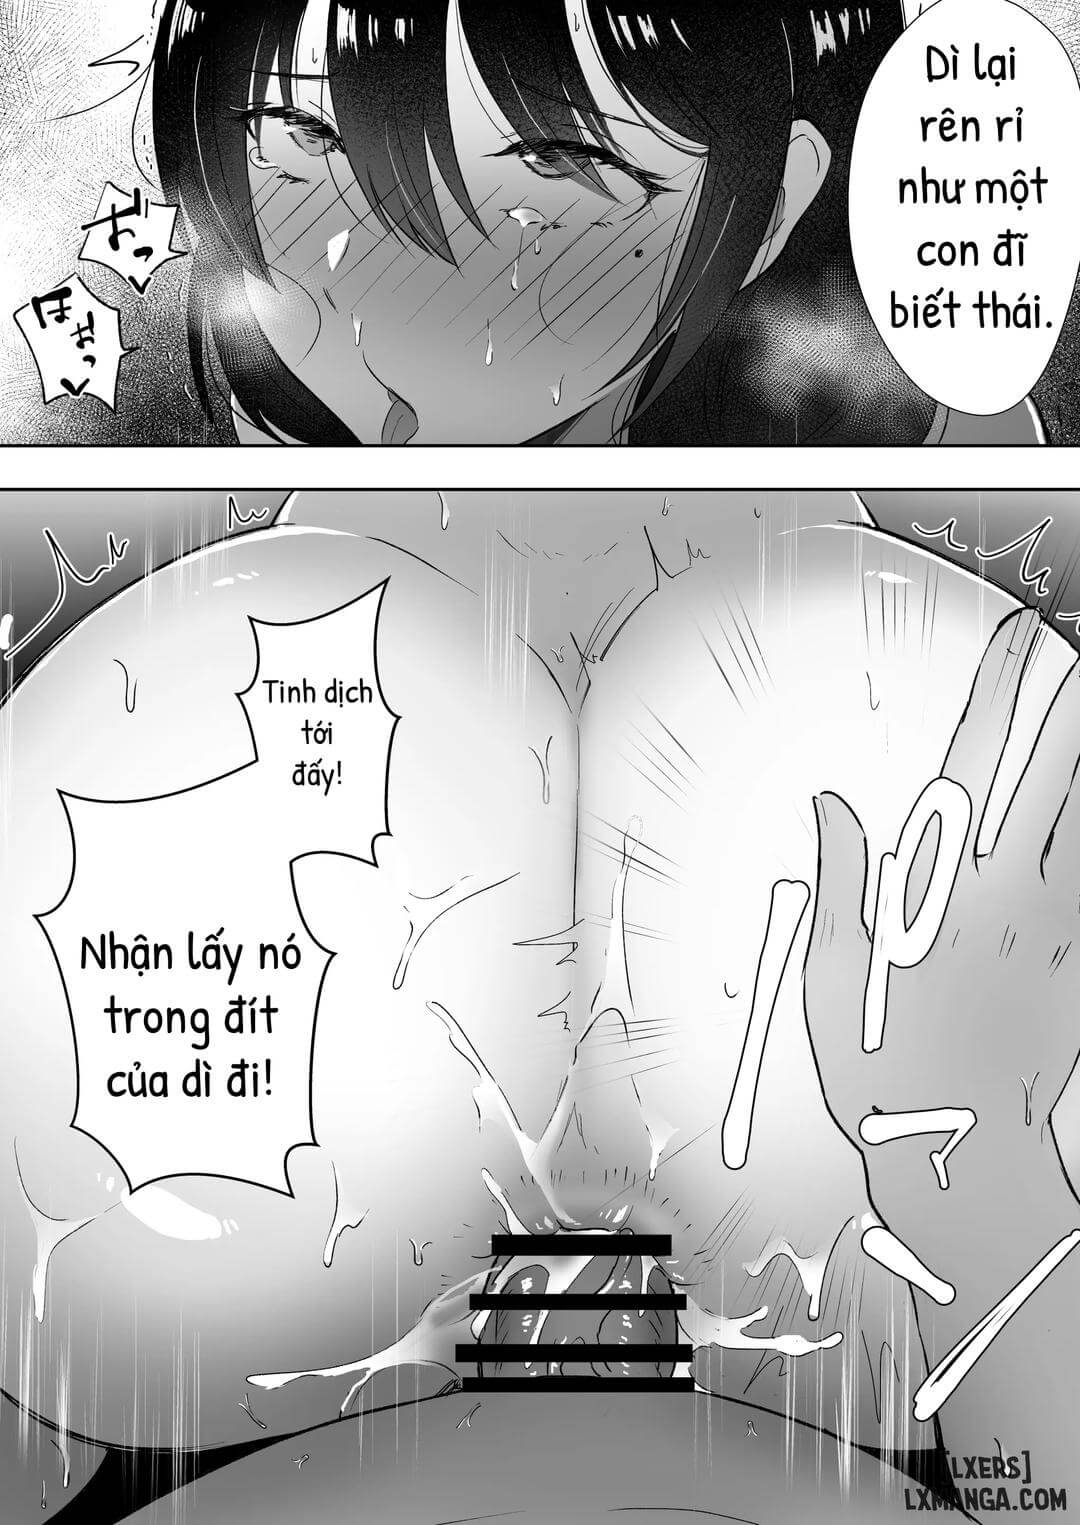 Dì lại
rên rỉ
như một
con đĩ
biết thái.
おっ
ほおっ
Tinh dịch
tới
đấy!
Nhận lấy nó
trong đít
của dì đi!
[LXERS]
LXMANGA.COM